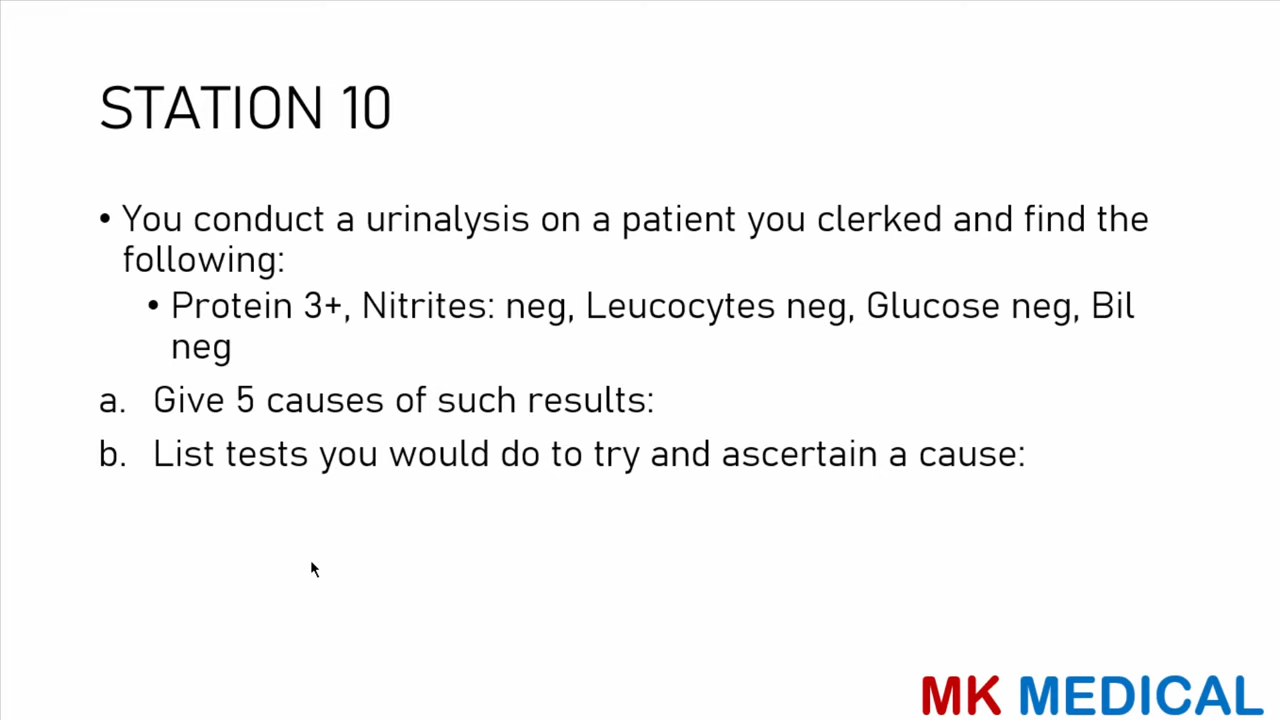 STATION 10
• You conduct a urinalysis on a patient you clerked and find the
following:
• Protein 3+, Nitrites: neg, Leucocytes neg, Glucose neg, Bil
neg
a. Give 5 causes of such results:
b. List tests you would do to try and ascertain a cause:
MK MEDICAL